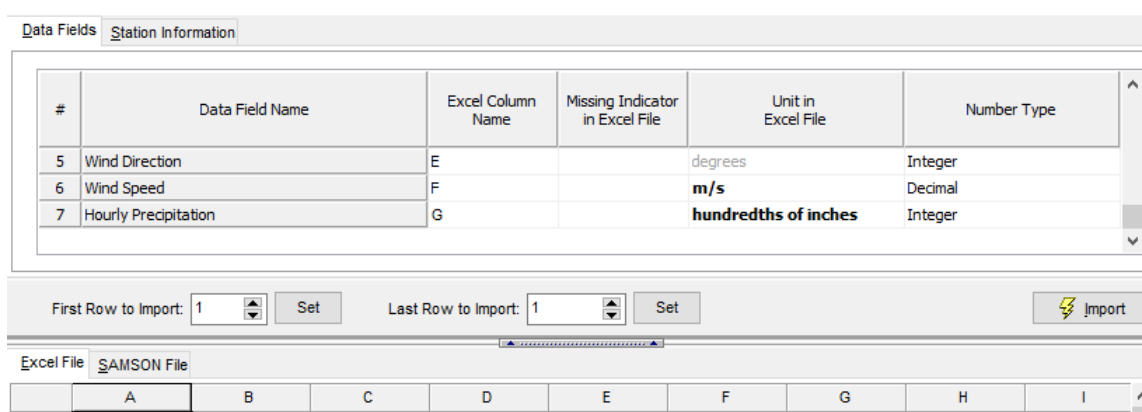 Data Fields Station Information
# Data Field Name Excel Column Name Missing Indicator in Excel File Unit in Excel File Number Type
5 Wind Direction E degrees Integer
6 Wind Speed F m/s Decimal
7 Hourly Precipitation G hundredths of inches Integer
First Row to Import: 1 Set Last Row to Import: 1 Set Import
Excel File SAMSON File
A B C D E F G H I